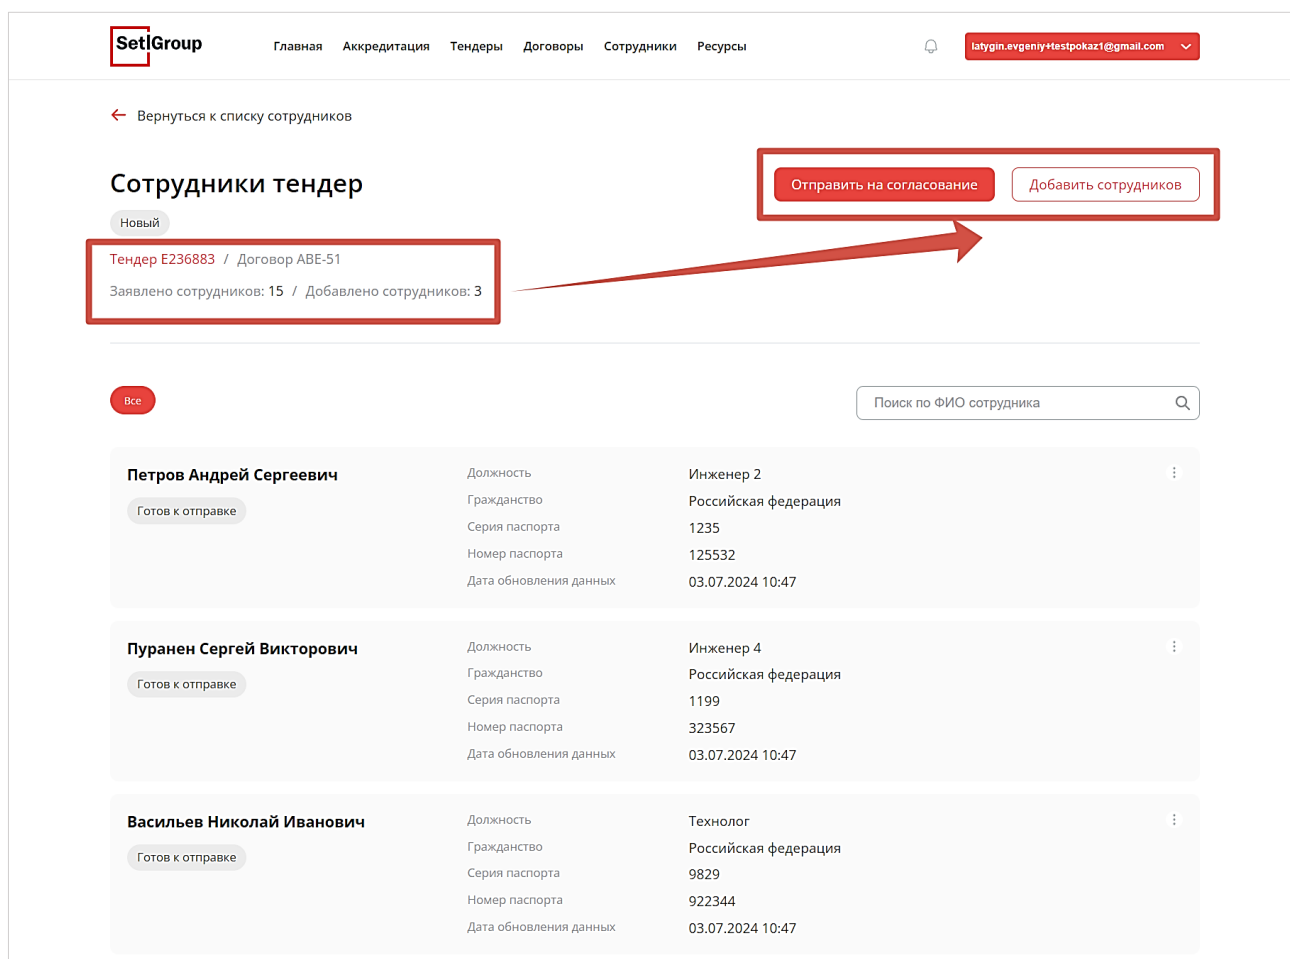 SetlGroup
Главная Аккредитация Тендеры Договоры Сотрудники Ресурсы
latygin.evgeniy+testpokaz1@gmail.com
Вернуться к списку сотрудников
Сотрудники тендер
Отправить на согласование Добавить сотрудников
Новый
Тендер E236883 / Договор АВЕ-51
Заявлено сотрудников: 15 / Добавлено сотрудников: 3
Все
Поиск по ФИО сотрудника
Петров Андрей Сергеевич
Готов к отправке
Должность Инженер 2
Гражданство Российская федерация
Серия паспорта 1235
Номер паспорта 125532
Дата обновления данных 03.07.2024 10:47
Пуранен Сергей Викторович
Готов к отправке
Должность Инженер 4
Гражданство Российская федерация
Серия паспорта 1199
Номер паспорта 323567
Дата обновления данных 03.07.2024 10:47
Васильев Николай Иванович
Готов к отправке
Должность Технолог
Гражданство Российская федерация
Серия паспорта 9829
Номер паспорта 922344
Дата обновления данных 03.07.2024 10:47